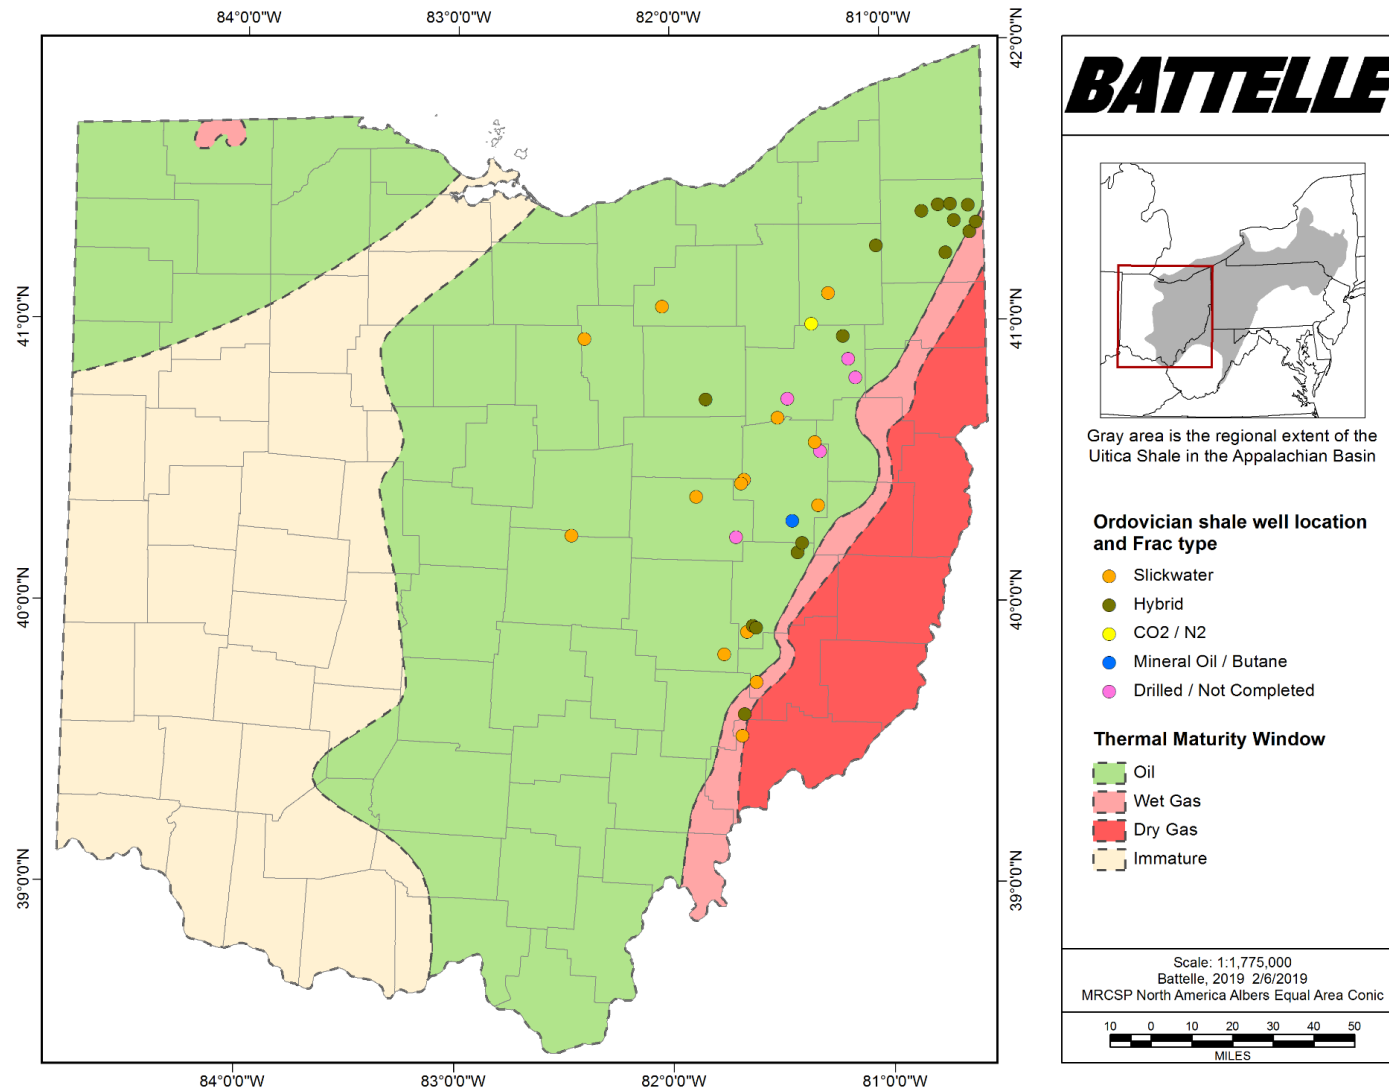 84°0'0"W 83°0'0"W 82°0'0"W 81°0'0"W
42°0'0"N
41°0'0"N
41°0'0"N
40°0'0"N
40°0'0"N
39°0'0"N
39°0'0"N
84°0'0"W 83°0'0"W 82°0'0"W 81°0'0"W
BATTELLE
Gray area is the regional extent of the
Uitica Shale in the Appalachian Basin
Ordovician shale well location
and Frac type
Slickwater
Hybrid
CO2 / N2
Mineral Oil / Butane
Drilled / Not Completed
Thermal Maturity Window
Oil
Wet Gas
Dry Gas
Immature
Scale: 1:1,775,000
Battelle, 2019 2/6/2019
MRCSP North America Albers Equal Area Conic
10 0 10 20 30 40 50
MILES